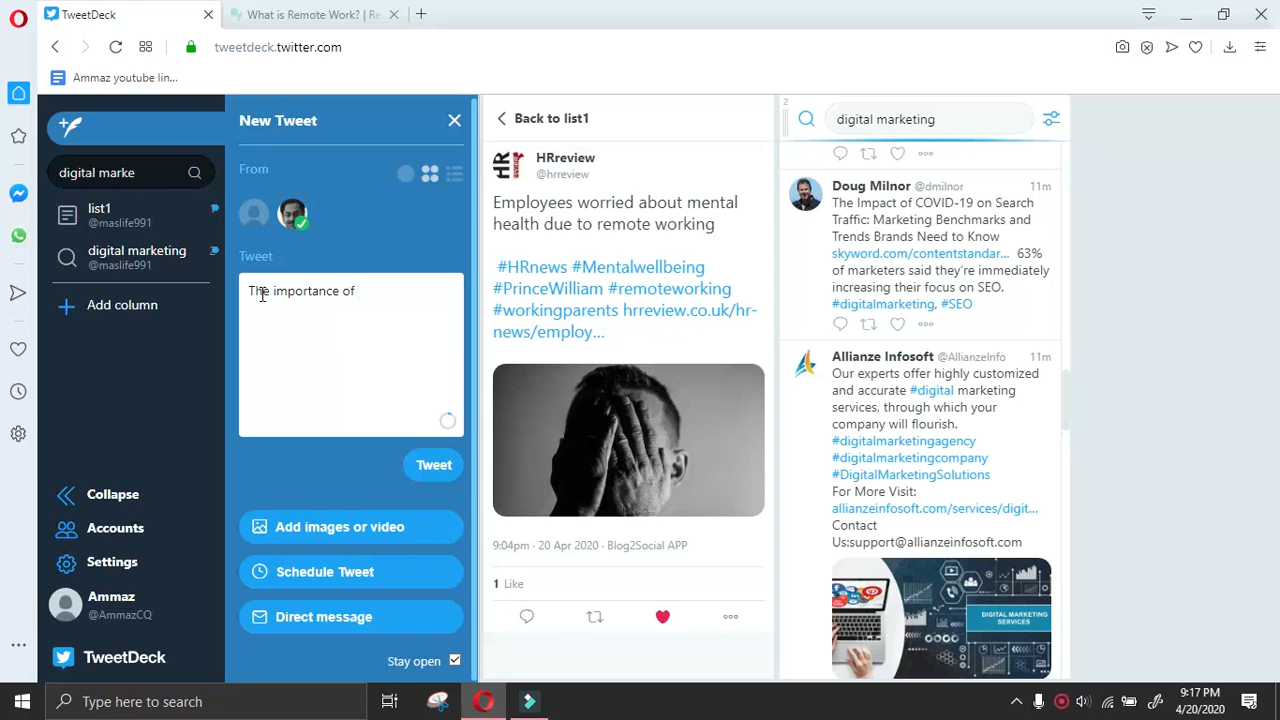 TweetDeck
What is Remote Work? | Re
tweetdeck.twitter.com
Ammaz youtube lin...
digital marke
list1
@maslife991
digital marketing
@maslife991
Add column
Collapse
Accounts
Settings
Ammaz
@AmmazCQ
TweetDeck
New Tweet
From
Tweet
The importance of
Tweet
Add images or video
Schedule Tweet
Direct message
Stay open
Back to list1
HR
HRreview
@hrreview
Employees worried about mental
health due to remote working
#HRnews #Mentalwellbeing
#PrinceWilliam #remoteworking
#workingparents hrreview.co.uk/hr-
news/employ...
9:04pm · 20 Apr 2020 · Blog2Social APP
1 Like
2
digital marketing
Doug Milnor @dmilnor 11m
The Impact of COVID-19 on Search
Traffic: Marketing Benchmarks and
Trends Brands Need to Know
skyword.com/contentstandar... 63%
of marketers said they're immediately
increasing their focus on SEO.
#digitalmarketing, #SEO
Allianze Infosoft @AllianzeInfo 11m
Our experts offer highly customized
and accurate #digital marketing
services, through which your
company will flourish.
#digitalmarketingagency
#digitalmarketingcompany
#DigitalMarketingSolutions
For More Visit:
allianzeinfosoft.com/services/digit...
Contact
Us:support@allianzeinfosoft.com
DIGITAL MARKETING
SERVICES
Type here to search
9:17 PM
4/20/2020